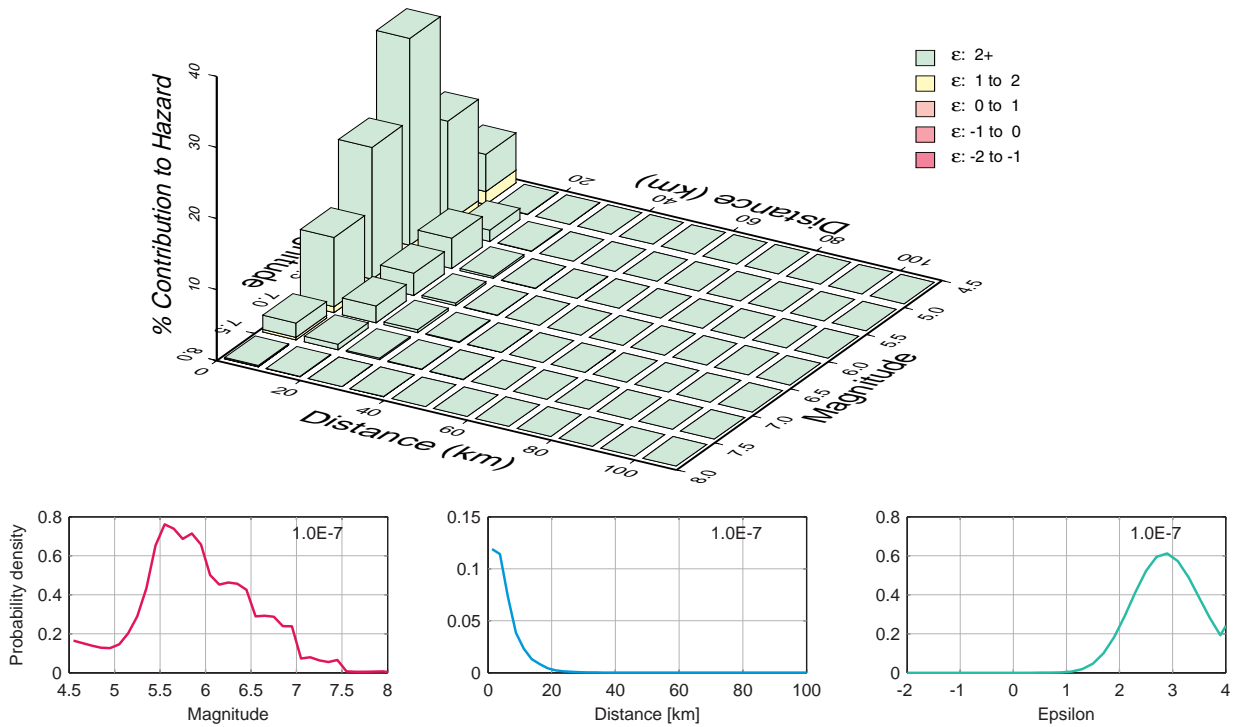 % Contribution to Hazard
40
30
20
10
0
ε: 2+
ε: 1 to 2
ε: 0 to 1
ε: -1 to 0
ε: -2 to -1
20
40
60
80
100
Distance (km)
7.0
7.5
8.0
20
40
60
80
100
Distance (km)
4.5
5.0
5.5
6.0
6.5
7.0
7.5
8.0
Magnitude
Probability density
0.8
0.6
0.4
0.2
0
1.0E-7
4.5 5 5.5 6 6.5 7 7.5 8
Magnitude
0.15
0.1
0.05
0
1.0E-7
0 20 40 60 80 100
Distance [km]
0.8
0.6
0.4
0.2
0
1.0E-7
-2 -1 0 1 2 3 4
Epsilon